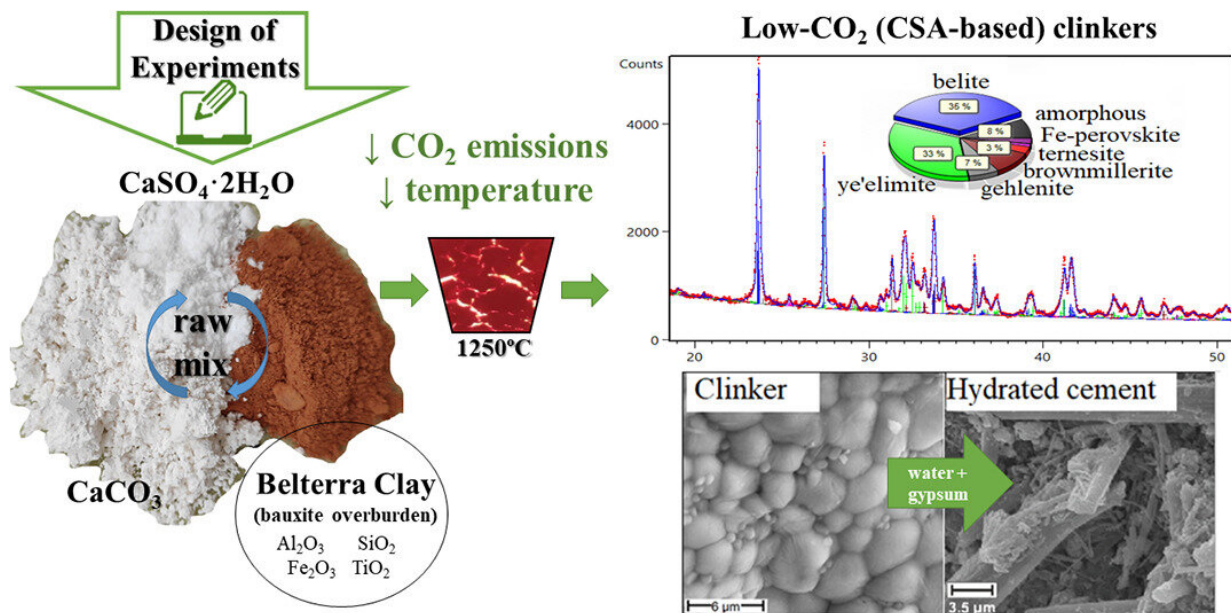 Design of
Experiments
CaSO₄·2H₂O
raw
mix
CaCO₃
Belterra Clay
(bauxite overburden)
Al₂O₃ SiO₂
Fe₂O₃ TiO₂
↓ CO₂ emissions
↓ temperature
1250ºC
Low-CO₂ (CSA-based) clinkers
Counts
4000
2000
0
20
30
40
50
belite
amorphous
Fe-perovskite
ternesite
brownmillerite
gehlenite
ye'elimite
35 %
8 %
3 %
7 %
33 %
Clinker
6 µm
water +
gypsum
Hydrated cement
3.5 µm